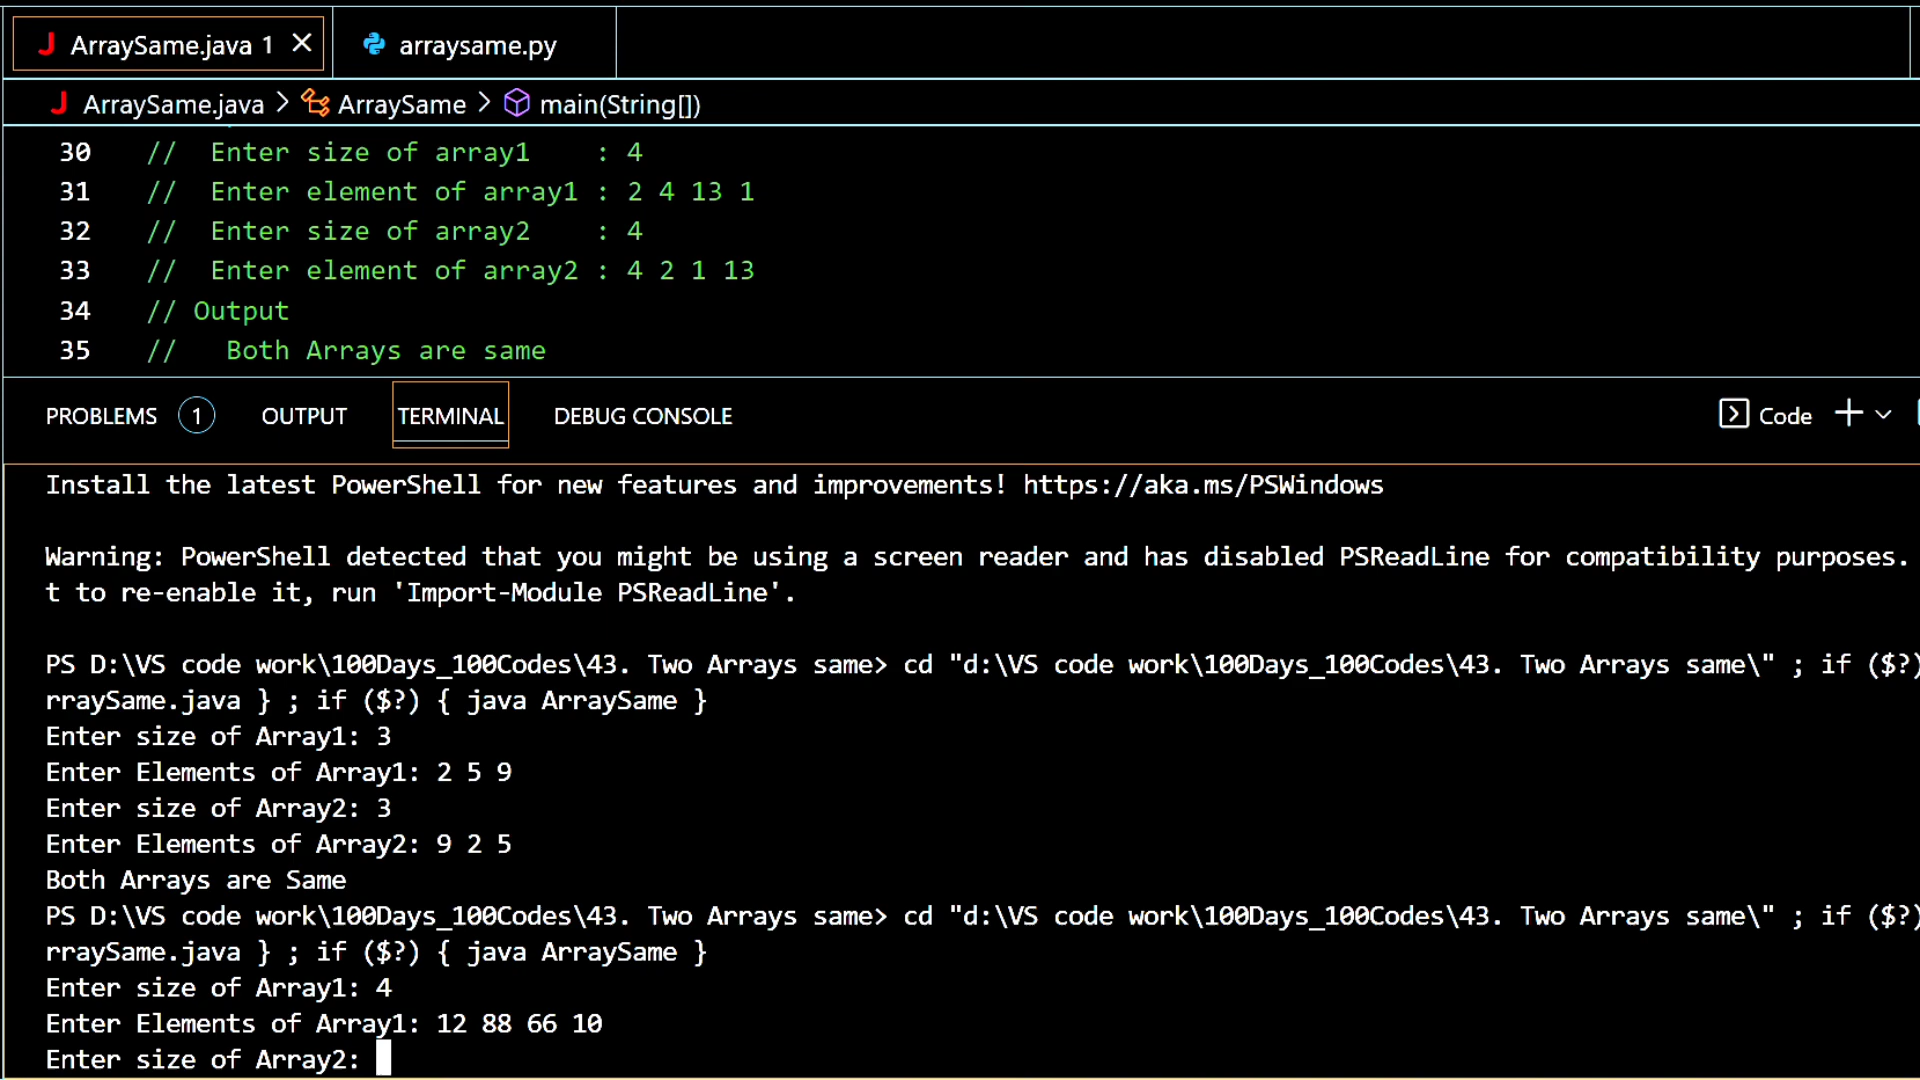 ArraySame.java 1 arraysame.py
ArraySame.java > ArraySame > main(String[])
30 // Enter size of array1 : 4
31 // Enter element of array1 : 2 4 13 1
32 // Enter size of array2 : 4
33 // Enter element of array2 : 4 2 1 13
34 // Output
35 // Both Arrays are same
PROBLEMS 1 OUTPUT TERMINAL DEBUG CONSOLE Code
Install the latest PowerShell for new features and improvements! https://aka.ms/PSWindows
Warning: PowerShell detected that you might be using a screen reader and has disabled PSReadLine for compatibility purposes.
t to re-enable it, run 'Import-Module PSReadLine'.
PS D:\VS code work\100Days_100Codes\43. Two Arrays same> cd "d:\VS code work\100Days_100Codes\43. Two Arrays same\" ; if ($?)
rraySame.java } ; if ($?) { java ArraySame }
Enter size of Array1: 3
Enter Elements of Array1: 2 5 9
Enter size of Array2: 3
Enter Elements of Array2: 9 2 5
Both Arrays are Same
PS D:\VS code work\100Days_100Codes\43. Two Arrays same> cd "d:\VS code work\100Days_100Codes\43. Two Arrays same\" ; if ($?)
rraySame.java } ; if ($?) { java ArraySame }
Enter size of Array1: 4
Enter Elements of Array1: 12 88 66 10
Enter size of Array2: